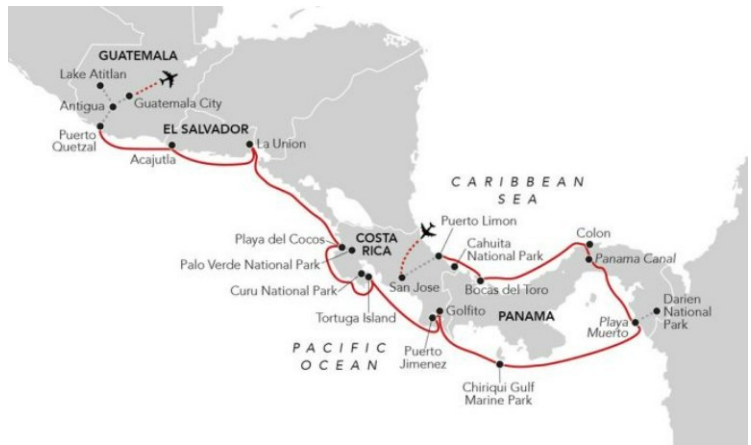 GUATEMALA
Lake Atitlan
Antigua
Guatemala City
Puerto
Quetzal
EL SALVADOR
Acajutla
La Union
CARIBBEAN
SEA
Playa del Cocos
COSTA
RICA
Puerto Limon
Cahuita
National Park
Colon
Panama Canal
Palo Verde National Park
Curu National Park
San Jose
Bocas del Toro
Tortuga Island
Golfito
PANAMA
Darien
National
Park
Playa
Muerto
PACIFIC
OCEAN
Puerto
Jimenez
Chiriqui Gulf
Marine Park